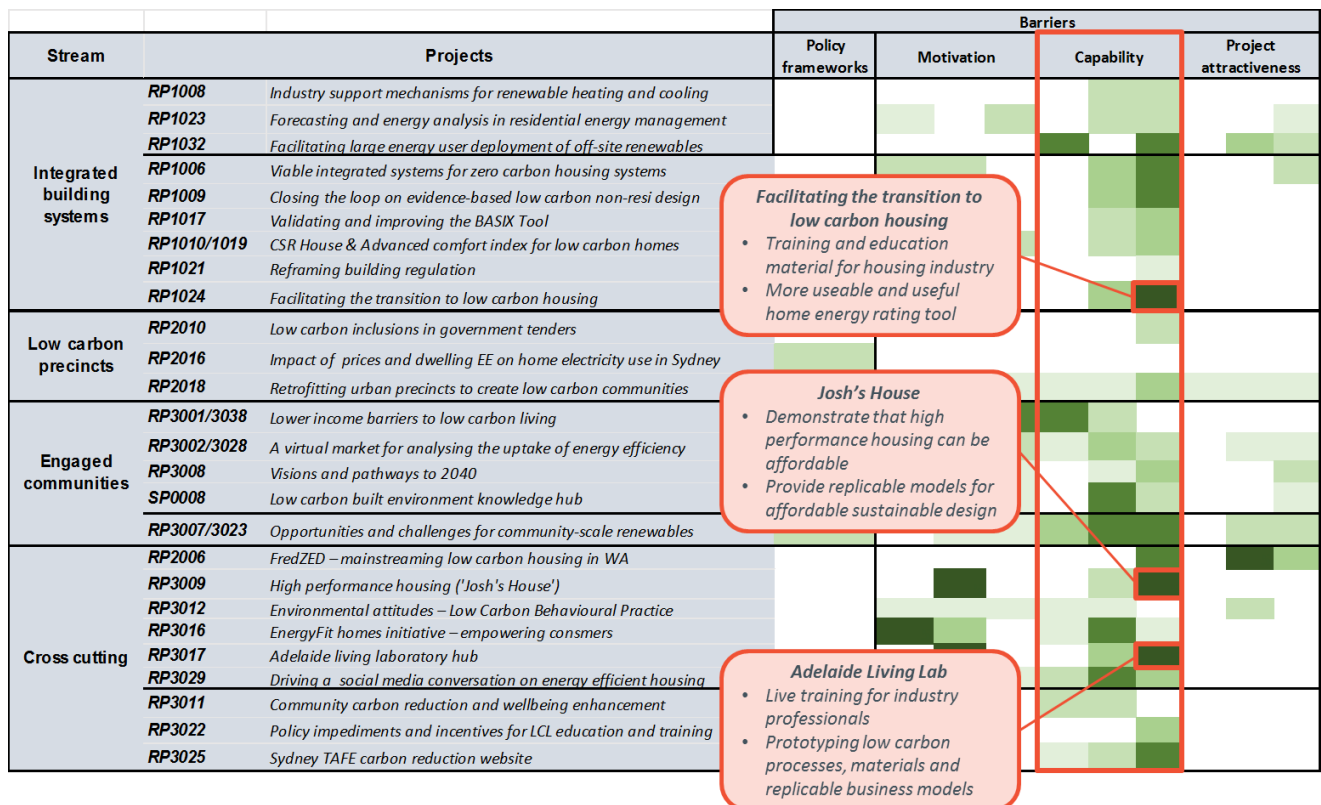 Barriers
Stream
Projects
Policy frameworks
Motivation
Capability
Project attractiveness
Integrated building systems
RP1008 Industry support mechanisms for renewable heating and cooling
RP1023 Forecasting and energy analysis in residential energy management
RP1032 Facilitating large energy user deployment of off-site renewables
RP1006 Viable integrated systems for zero carbon housing systems
RP1009 Closing the loop on evidence-based low carbon non-resi design
RP1017 Validating and improving the BASIX Tool
RP1010/1019 CSR House & Advanced comfort index for low carbon homes
RP1021 Reframing building regulation
RP1024 Facilitating the transition to low carbon housing
Low carbon precincts
RP2010 Low carbon inclusions in government tenders
RP2016 Impact of prices and dwelling EE on home electricity use in Sydney
RP2018 Retrofitting urban precincts to create low carbon communities
Engaged communities
RP3001/3038 Lower income barriers to low carbon living
RP3002/3028 A virtual market for analysing the uptake of energy efficiency
RP3008 Visions and pathways to 2040
SP0008 Low carbon built environment knowledge hub
RP3007/3023 Opportunities and challenges for community-scale renewables
Cross cutting
RP2006 FredZED – mainstreaming low carbon housing in WA
RP3009 High performance housing ('Josh's House')
RP3012 Environmental attitudes – Low Carbon Behavioural Practice
RP3016 EnergyFit homes initiative – empowering consmers
RP3017 Adelaide living laboratory hub
RP3029 Driving a social media conversation on energy efficient housing
RP3011 Community carbon reduction and wellbeing enhancement
RP3022 Policy impediments and incentives for LCL education and training
RP3025 Sydney TAFE carbon reduction website
Facilitating the transition to
low carbon housing
• Training and education
material for housing industry
• More useable and useful
home energy rating tool
Josh's House
• Demonstrate that high
performance housing can be
affordable
• Provide replicable models for
affordable sustainable design
Adelaide Living Lab
• Live training for industry
professionals
• Prototyping low carbon
processes, materials and
replicable business models